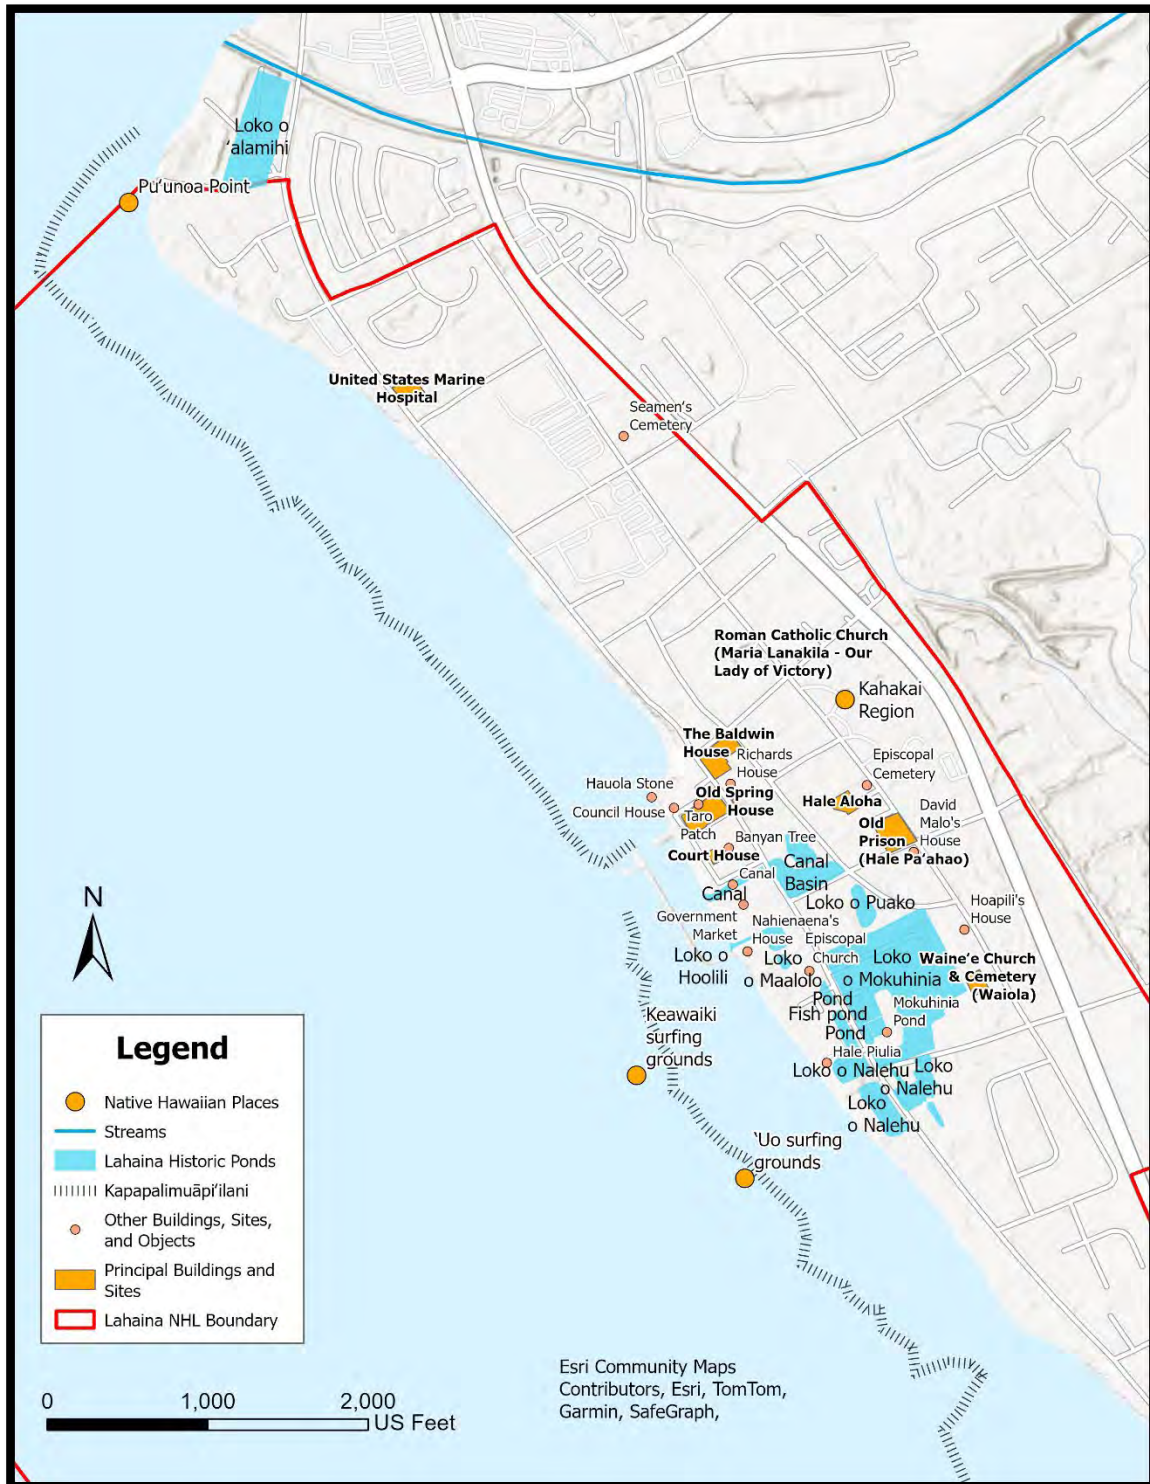 Loko o
ʻalamihi
Puʻunoa Point
United States Marine
Hospital
Seamen's
Cemetery
Roman Catholic Church
(Maria Lanakila - Our
Lady of Victory)
Kahakai
Region
The Baldwin
House
Richards
House
Episcopal
Cemetery
Hauola Stone
Council House
Old Spring
House
Hale Aloha
David
Malo's
House
Taro
Patch
Old
Prison
(Hale Paʻahao)
Banyan Tree
Court House
Canal
Basin
Canal
Canal
Loko o Puako
Hoapili's
House
Government
Market
Nahienaena's
House
Episcopal
Church
Loko o
Hoolili
Loko
o Maalolo
Loko
o Mokuhinia
Waine'e Church
& Cemetery
(Waiola)
Pond
Fish pond
Pond
Mokuhinia
Pond
Keawaiki
surfing
grounds
Hale Piulia
Loko o Nalehu
Loko
o Nalehu
Loko
o Nalehu
ʻUo surfing
grounds
N
Legend
Native Hawaiian Places
Streams
Lahaina Historic Ponds
Kapapalimuāpiʻilani
Other Buildings, Sites,
and Objects
Principal Buildings and
Sites
Lahaina NHL Boundary
0 1,000 2,000
US Feet
Esri Community Maps
Contributors, Esri, TomTom,
Garmin, SafeGraph,